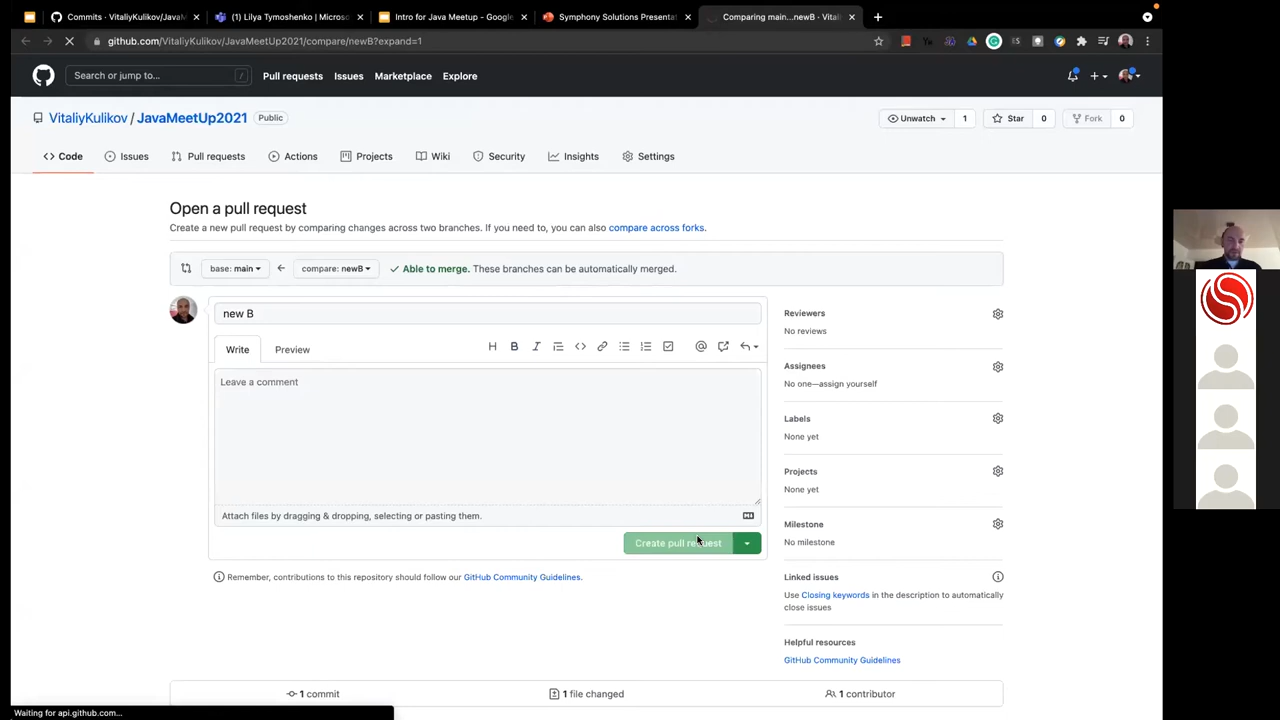 Commits · VitaliyKulikov/JavaM
(1) Lilya Tymoshenko | Microso
Intro for Java Meetup - Google
Symphony Solutions Presentat
Comparing main...newB · Vitali
github.com/VitaliyKulikov/JavaMeetUp2021/compare/newB?expand=1
Search or jump to... /
Pull requests
Issues
Marketplace
Explore
VitaliyKulikov / JavaMeetUp2021 Public
Unwatch 1
Star 0
Fork 0
Code
Issues
Pull requests
Actions
Projects
Wiki
Security
Insights
Settings
Open a pull request
Create a new pull request by comparing changes across two branches. If you need to, you can also compare across forks.
base: main
compare: newB
Able to merge. These branches can be automatically merged.
new B
Write
Preview
Leave a comment
Attach files by dragging & dropping, selecting or pasting them.
Create pull request
Remember, contributions to this repository should follow our GitHub Community Guidelines.
Reviewers
No reviews
Assignees
No one—assign yourself
Labels
None yet
Projects
None yet
Milestone
No milestone
Linked issues
Use Closing keywords in the description to automatically
close issues
Helpful resources
GitHub Community Guidelines
1 commit
1 file changed
1 contributor
Waiting for api.github.com...